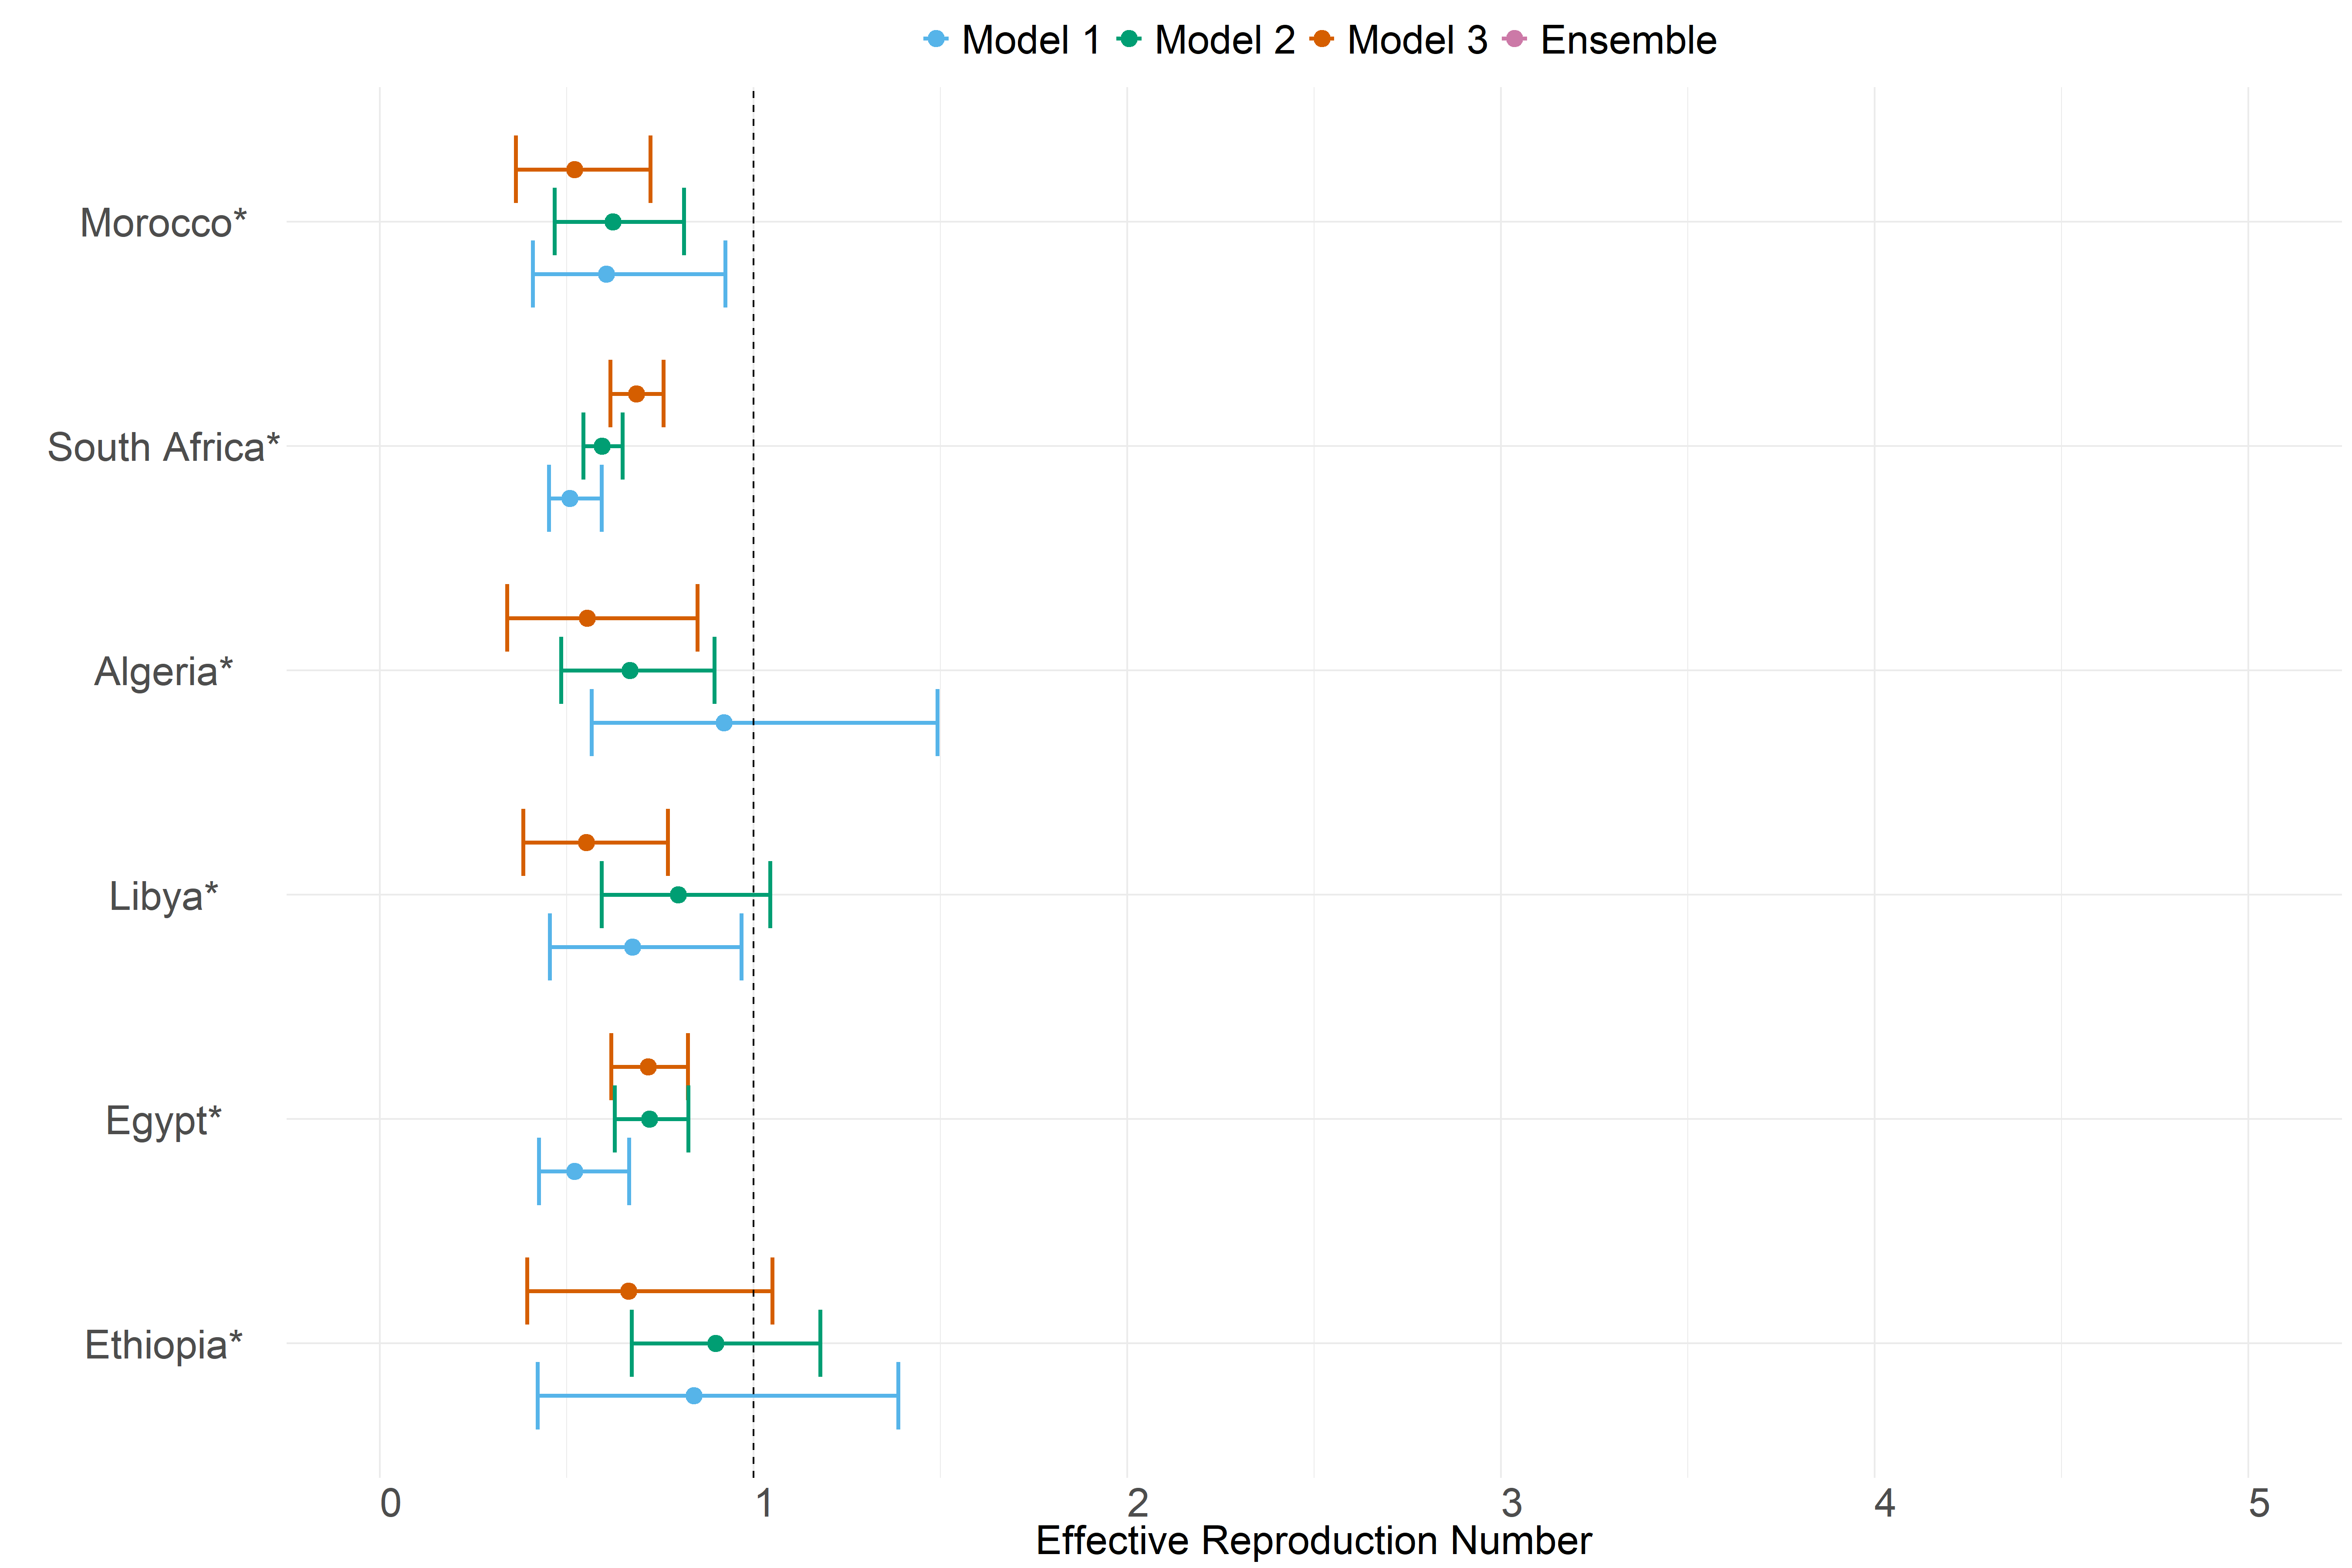 Model 1 Model 2 Model 3 Ensemble
Morocco*
South Africa*
Algeria*
Libya*
Egypt*
Ethiopia*
0 1 2 3 4 5
Effective Reproduction Number